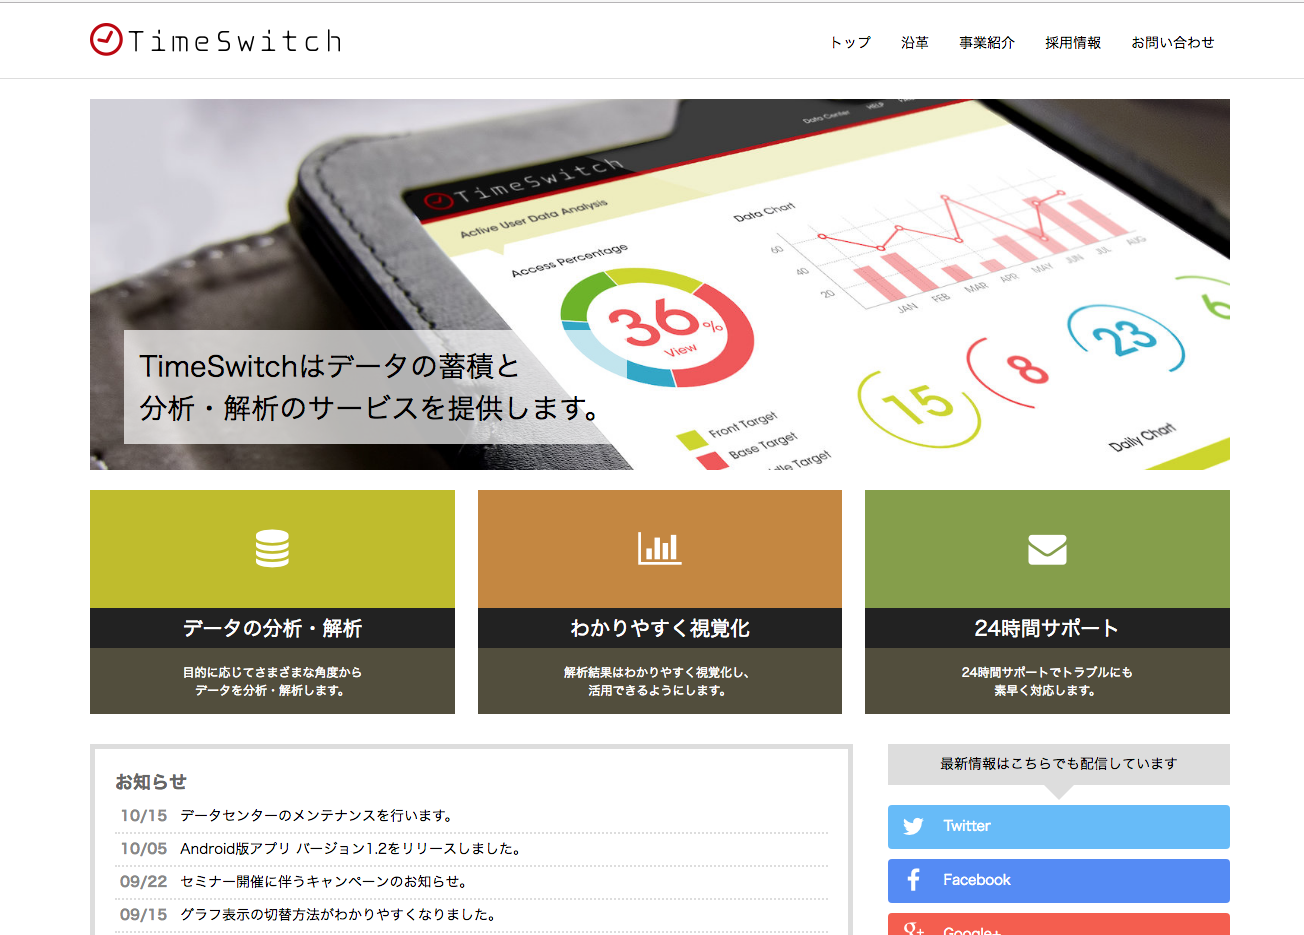 TimeSwitch
トップ 沿革 事業紹介 採用情報 お問い合わせ
Data Center HELP
TimeSwitch
Active User Data Analysis
Access Percentage
36%
View
Data Chart
60
40
20
JAN FEB MAR APR MAY JUN JUL AUG
15 8 23 6
Front Target
Base Target
Daily Chart
TimeSwitchはデータの蓄積と
分析・解析のサービスを提供します。
データの分析・解析
目的に応じてさまざまな角度から
データを分析・解析します。
わかりやすく視覚化
解析結果はわかりやすく視覚化し、
活用できるようにします。
24時間サポート
24時間サポートでトラブルにも
素早く対応します。
お知らせ
10/15 データセンターのメンテナンスを行います。
10/05 Android版アプリ バージョン1.2をリリースしました。
09/22 セミナー開催に伴うキャンペーンのお知らせ。
09/15 グラフ表示の切替方法がわかりやすくなりました。
最新情報はこちらでも配信しています
Twitter
Facebook
Google+